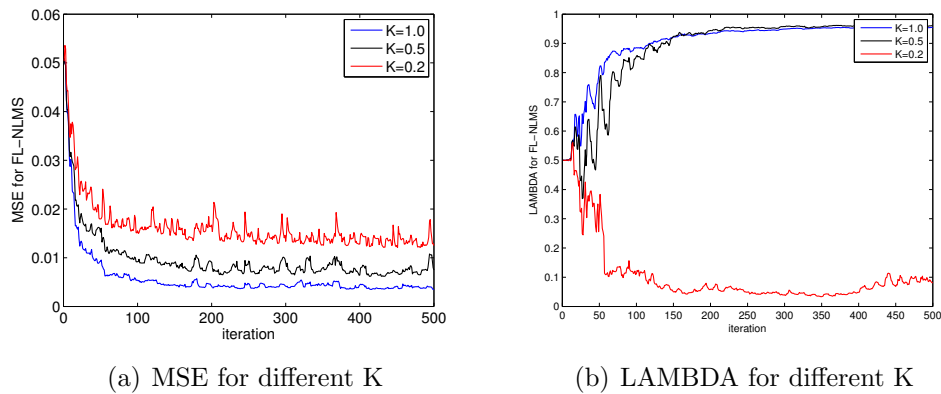 0.06
0.05
0.04
0.03
0.02
0.01
0
MSE for FL−NLMS
K=1.0
K=0.5
K=0.2
0 100 200 300 400 500
iteration
(a) MSE for different K
1
0.9
0.8
0.7
0.6
0.5
0.4
0.3
0.2
0.1
0
LAMBDA for FL−NLMS
K=1.0
K=0.5
K=0.2
0 50 100 150 200 250 300 350 400 450 500
iteration
(b) LAMBDA for different K